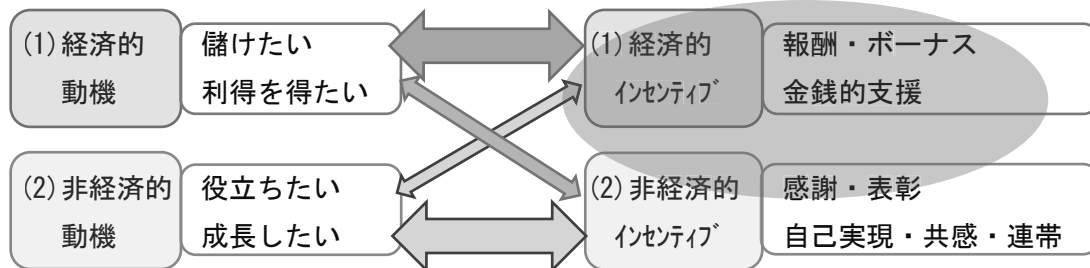 (1)経済的
動機
儲けたい
利得を得たい
(1)経済的
ｲﾝｾﾝﾃｨﾌﾞ
報酬・ボーナス
金銭的支援
(2)非経済的
動機
役立ちたい
成長したい
(2)非経済的
ｲﾝｾﾝﾃｨﾌﾞ
感謝・表彰
自己実現・共感・連帯